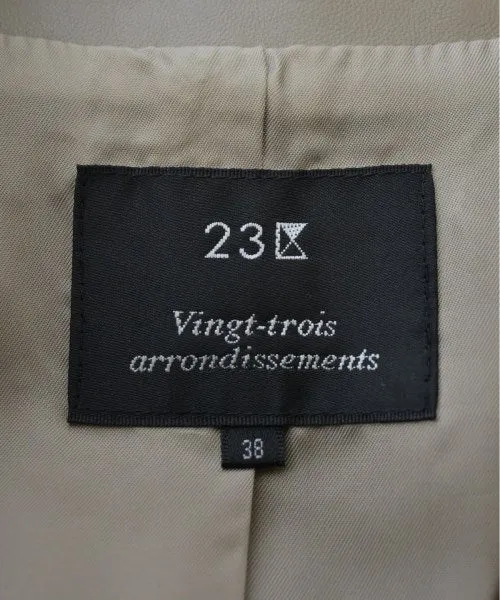 23区
Vingt-trois
arrondissements
38